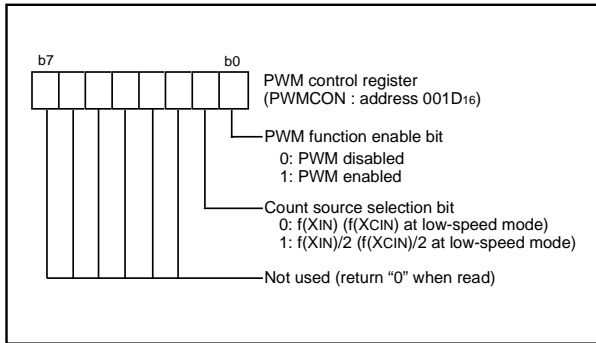 b7
b0
PWM control register
(PWMCON : address 001D16)
PWM function enable bit
0: PWM disabled
1: PWM enabled
Count source selection bit
0: f(XIN) (f(XCIN) at low-speed mode)
1: f(XIN)/2 (f(XCIN)/2 at low-speed mode)
Not used (return “0” when read)